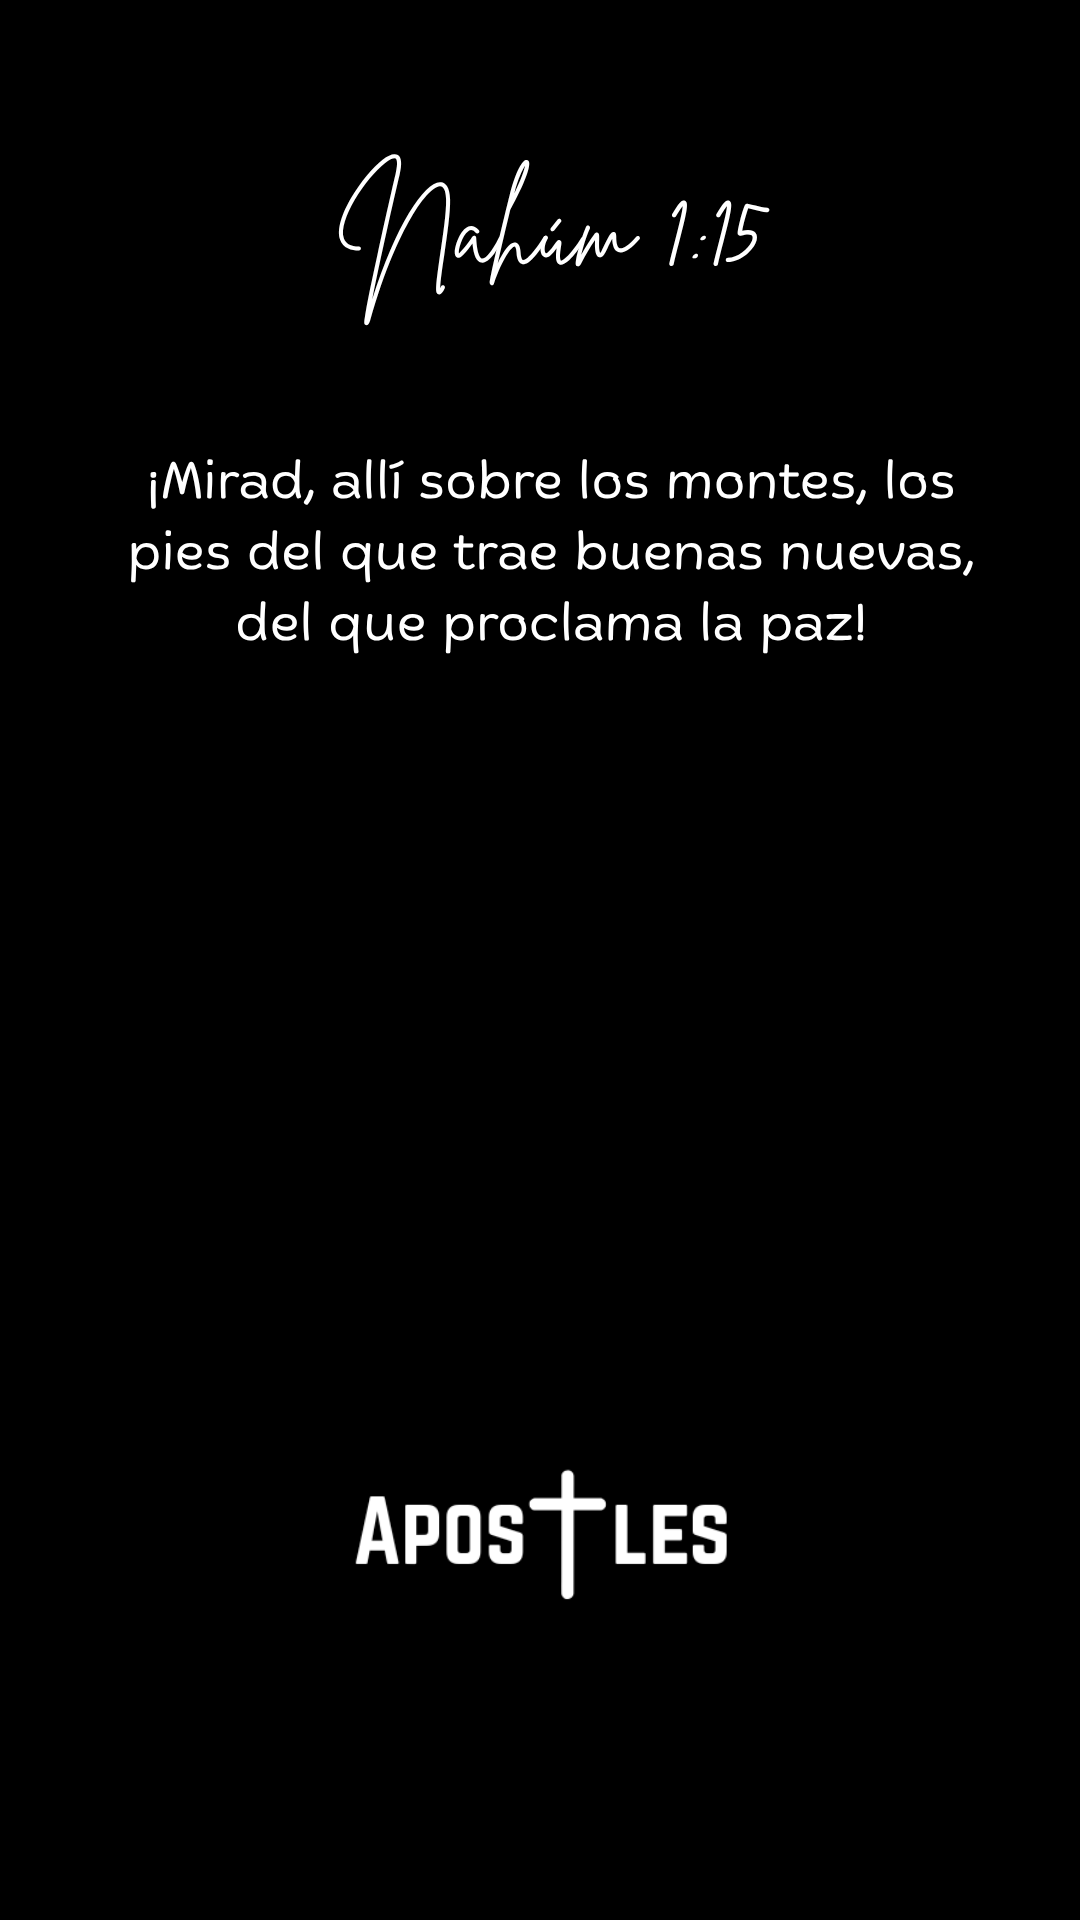 Nahúm 1:15
¡Mirad, allí sobre los montes, los
pies del que trae buenas nuevas,
del que proclama la paz!
APOSTLES